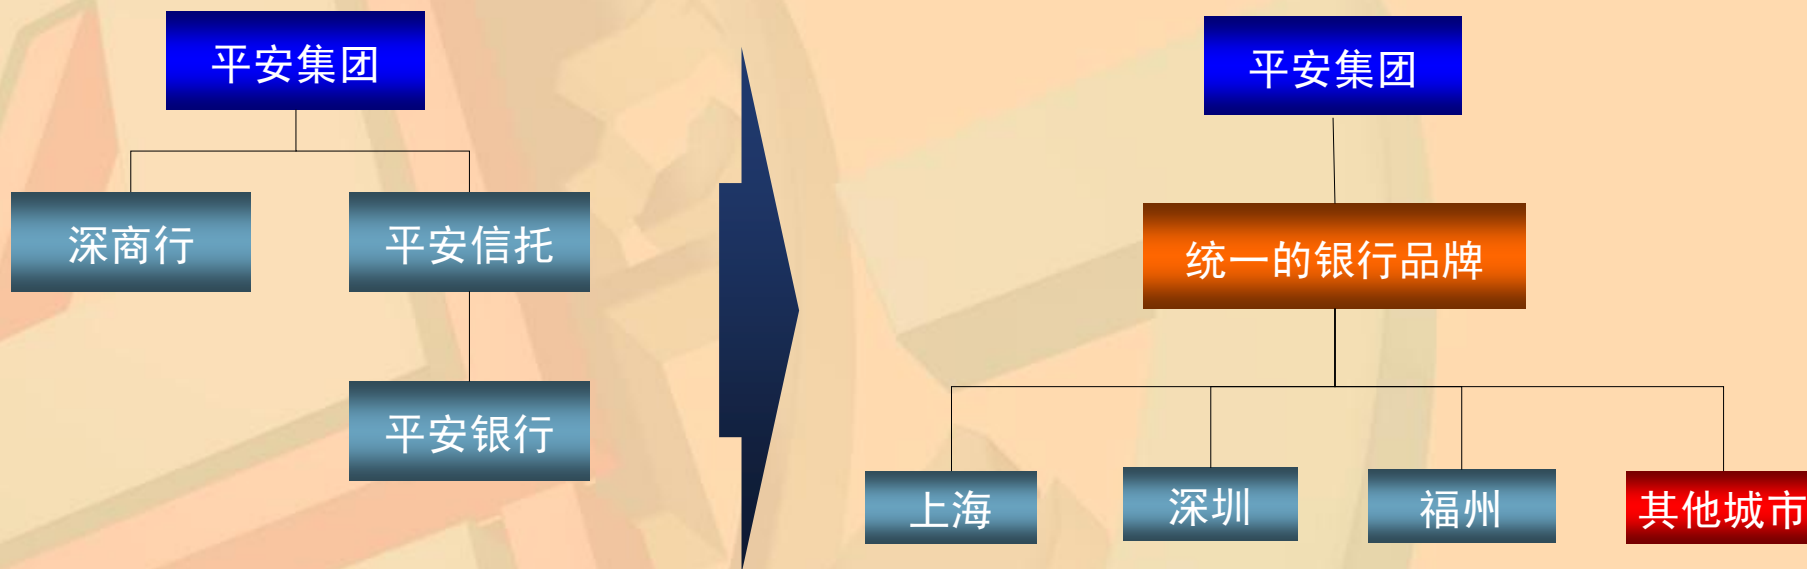 平安集团
深商行
平安信托
平安银行
平安集团
统一的银行品牌
上海
深圳
福州
其他城市